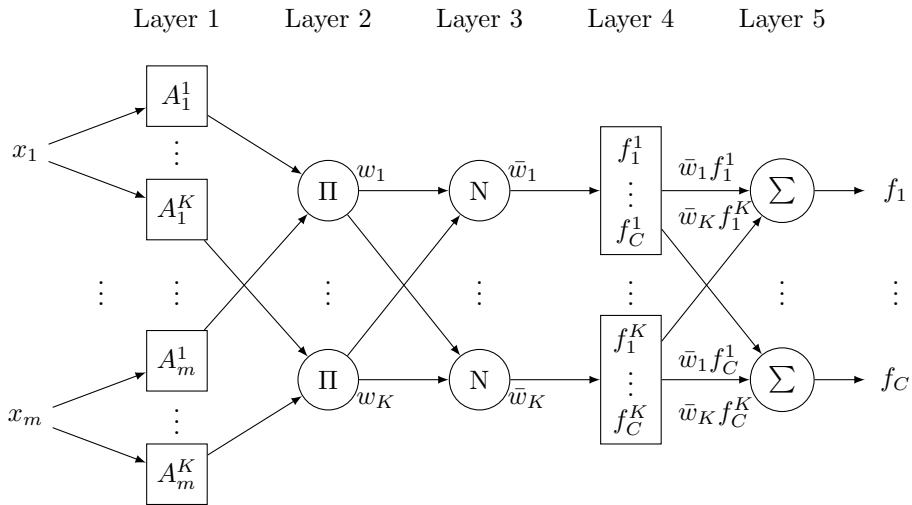 Layer 1 Layer 2 Layer 3 Layer 4 Layer 5
A_1^1
x_1 ⋮ Π w_1 N w̄_1 f_1^1 ⋮ f_C^1 w̄_1 f_1^1 ∑ f_1
A_1^K w̄_K f_1^K
⋮ ⋮ ⋮ ⋮ ⋮ ⋮ ⋮
A_m^1
x_m ⋮ Π w_K N w̄_K f_1^K ⋮ f_C^K w̄_1 f_C^1 ∑ f_C
A_m^K w̄_K f_C^K